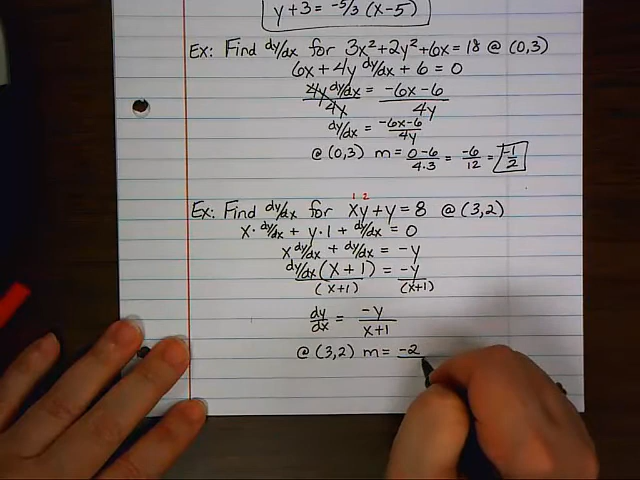 y+3 = -5/3 (x-5)
Ex: Find dy/dx for 3x²+2y²+6x=18 @ (0,3)
6x+4y dy/dx + 6 = 0
4y dy/dx = -6x-6
4y 4y
dy/dx = -6x-6/4y
@ (0,3) m = 0-6/4·3 = -6/12 = -1/2
1 2
Ex: Find dy/dx for xy+y=8 @ (3,2)
x· dy/dx + y·1 + dy/dx = 0
x dy/dx + dy/dx = -y
dy/dx (x+1) = -y
(x+1) (x+1)
dy/dx = -y/x+1
@ (3,2) m = -2